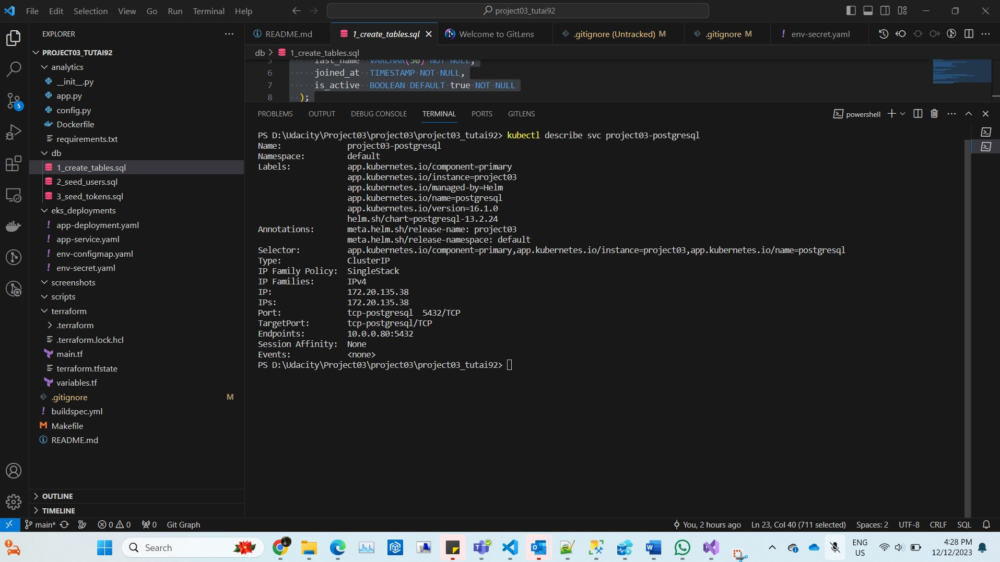 File Edit Selection View Go Run Terminal Help
project03_tutai92
EXPLORER
PROJECT03_TUTAI92
analytics
__init__.py
app.py
config.py
Dockerfile
requirements.txt
db
1_create_tables.sql
2_seed_users.sql
3_seed_tokens.sql
eks_deployments
! app-deployment.yaml
! app-service.yaml
! env-configmap.yaml
! env-secret.yaml
screenshots
scripts
terraform
.terraform
.terraform.lock.hcl
main.tf
terraform.tfstate
variables.tf
.gitignore M
! buildspec.yml
M Makefile
README.md
OUTLINE
TIMELINE
5
README.md
1_create_tables.sql
Welcome to GitLens
.gitignore (Untracked) M
.gitignore M
! env-secret.yaml
db > 1_create_tables.sql
5 last_name VARCHAR(50) NOT NULL,
6 joined_at TIMESTAMP NOT NULL,
7 is_active BOOLEAN DEFAULT true NOT NULL
8 );
PROBLEMS OUTPUT DEBUG CONSOLE TERMINAL PORTS GITLENS
powershell
PS D:\Udacity\Project03\project03\project03_tutai92> kubectl describe svc project03-postgresql
Name: project03-postgresql
Namespace: default
Labels: app.kubernetes.io/component=primary
app.kubernetes.io/instance=project03
app.kubernetes.io/managed-by=Helm
app.kubernetes.io/name=postgresql
app.kubernetes.io/version=16.1.0
helm.sh/chart=postgresql-13.2.24
Annotations: meta.helm.sh/release-name: project03
meta.helm.sh/release-namespace: default
Selector: app.kubernetes.io/component=primary,app.kubernetes.io/instance=project03,app.kubernetes.io/name=postgresql
Type: ClusterIP
IP Family Policy: SingleStack
IP Families: IPv4
IP: 172.20.135.38
IPs: 172.20.135.38
Port: tcp-postgresql 5432/TCP
TargetPort: tcp-postgresql/TCP
Endpoints: 10.0.0.80:5432
Session Affinity: None
Events: <none>
PS D:\Udacity\Project03\project03\project03_tutai92>
main* 0 0 0 Git Graph
You, 2 hours ago Ln 23, Col 40 (711 selected) Spaces: 2 UTF-8 CRLF SQL
Search
ENG
US
4:28 PM
12/12/2023